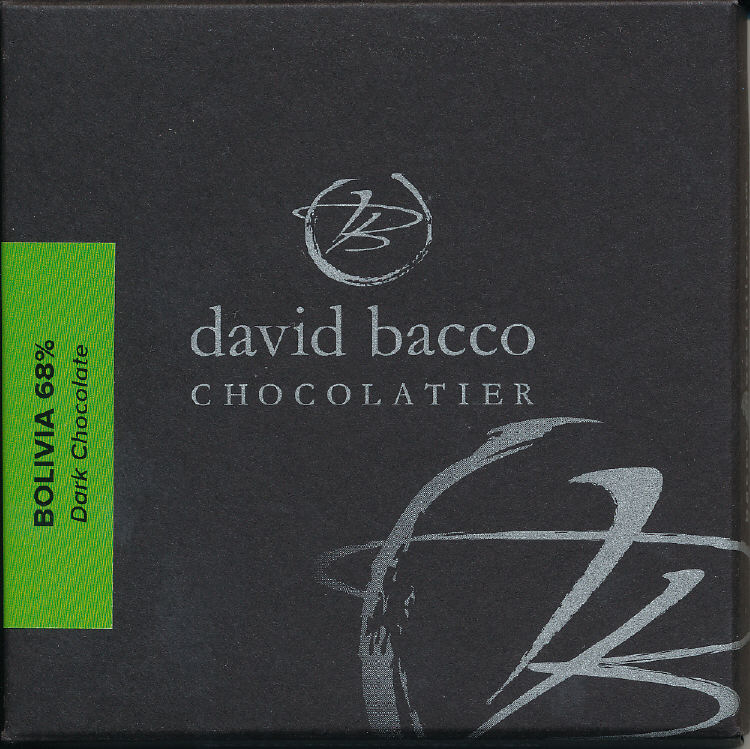 david bacco
CHOCOLATIER
BOLIVIA 68%
Dark Chocolate